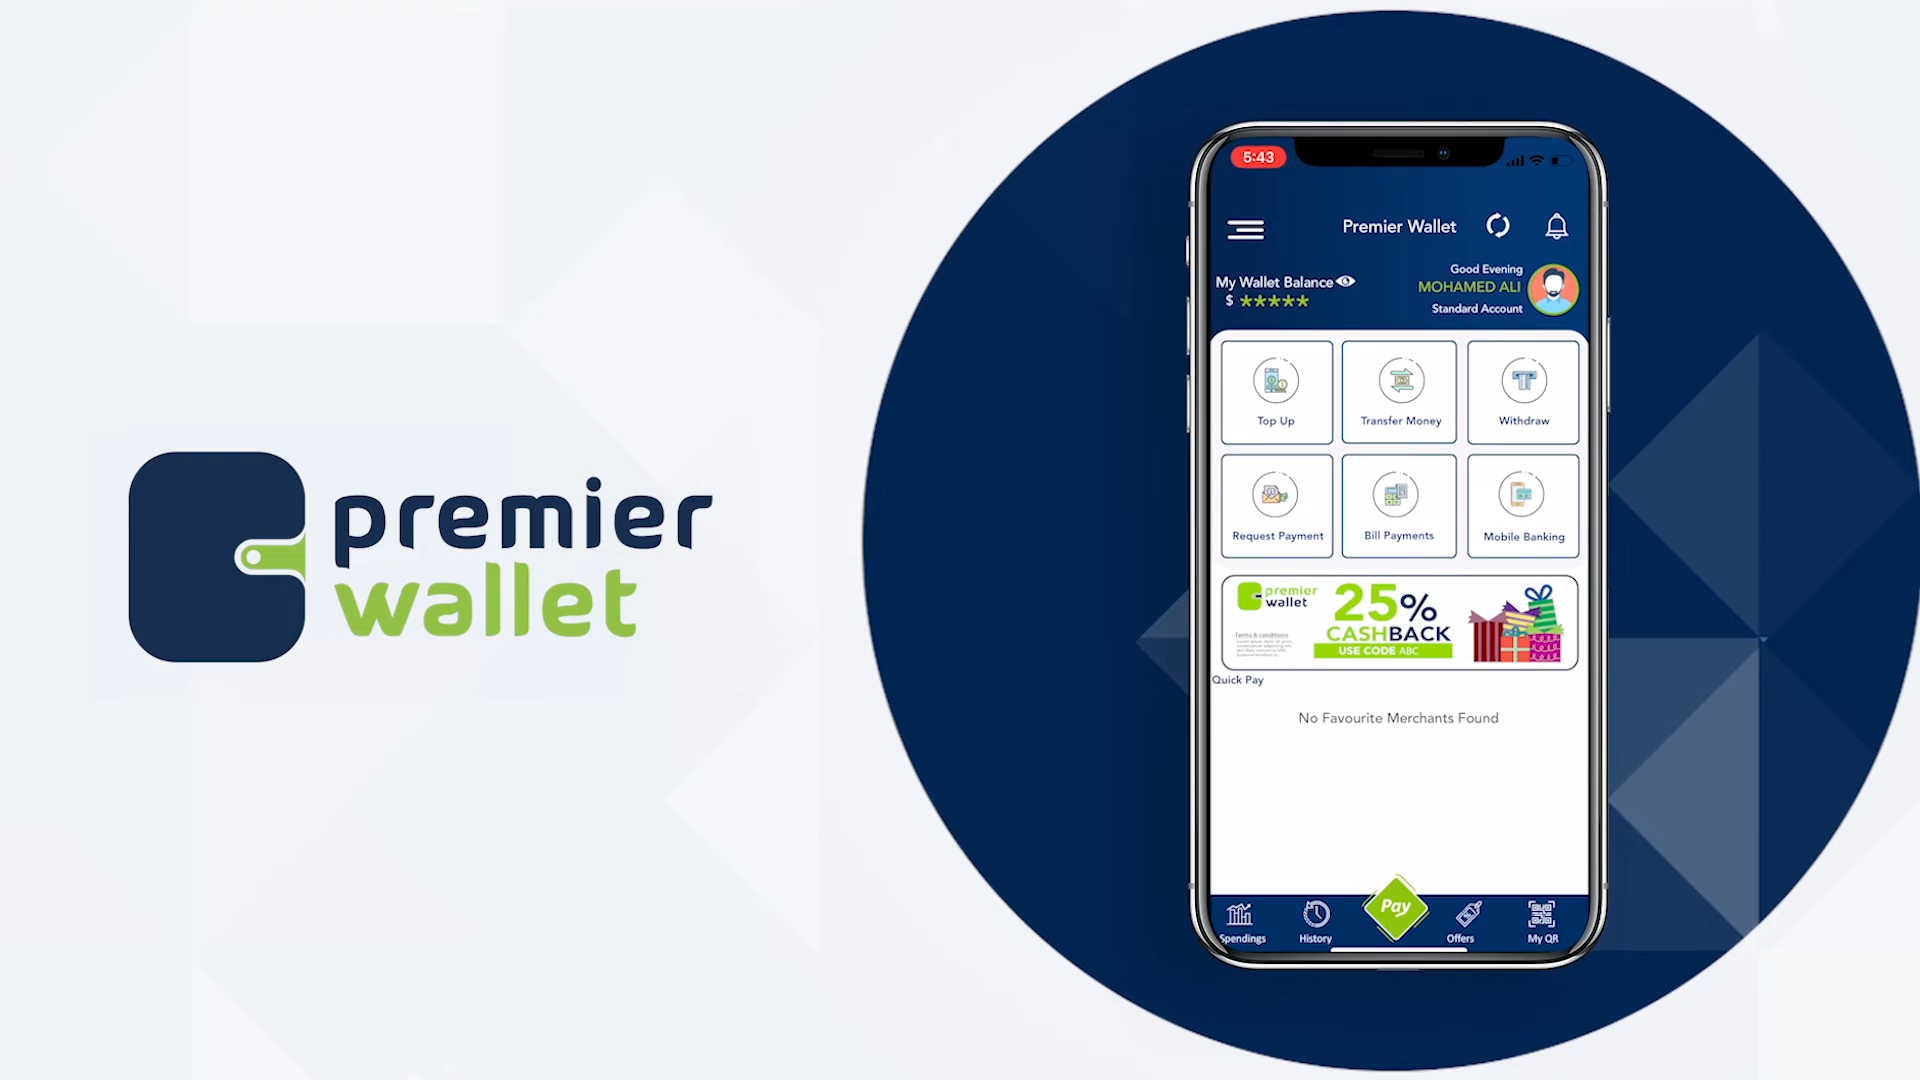 premier
wallet
5:43
Premier Wallet
My Wallet Balance
$ *****
Good Evening
MOHAMED ALI
Standard Account
Top Up
Transfer Money
Withdraw
Request Payment
Bill Payments
Mobile Banking
premier
wallet
Terms & conditions
25%
CASHBACK
USE CODE ABC
Quick Pay
No Favourite Merchants Found
Spendings
History
Pay
Offers
My QR